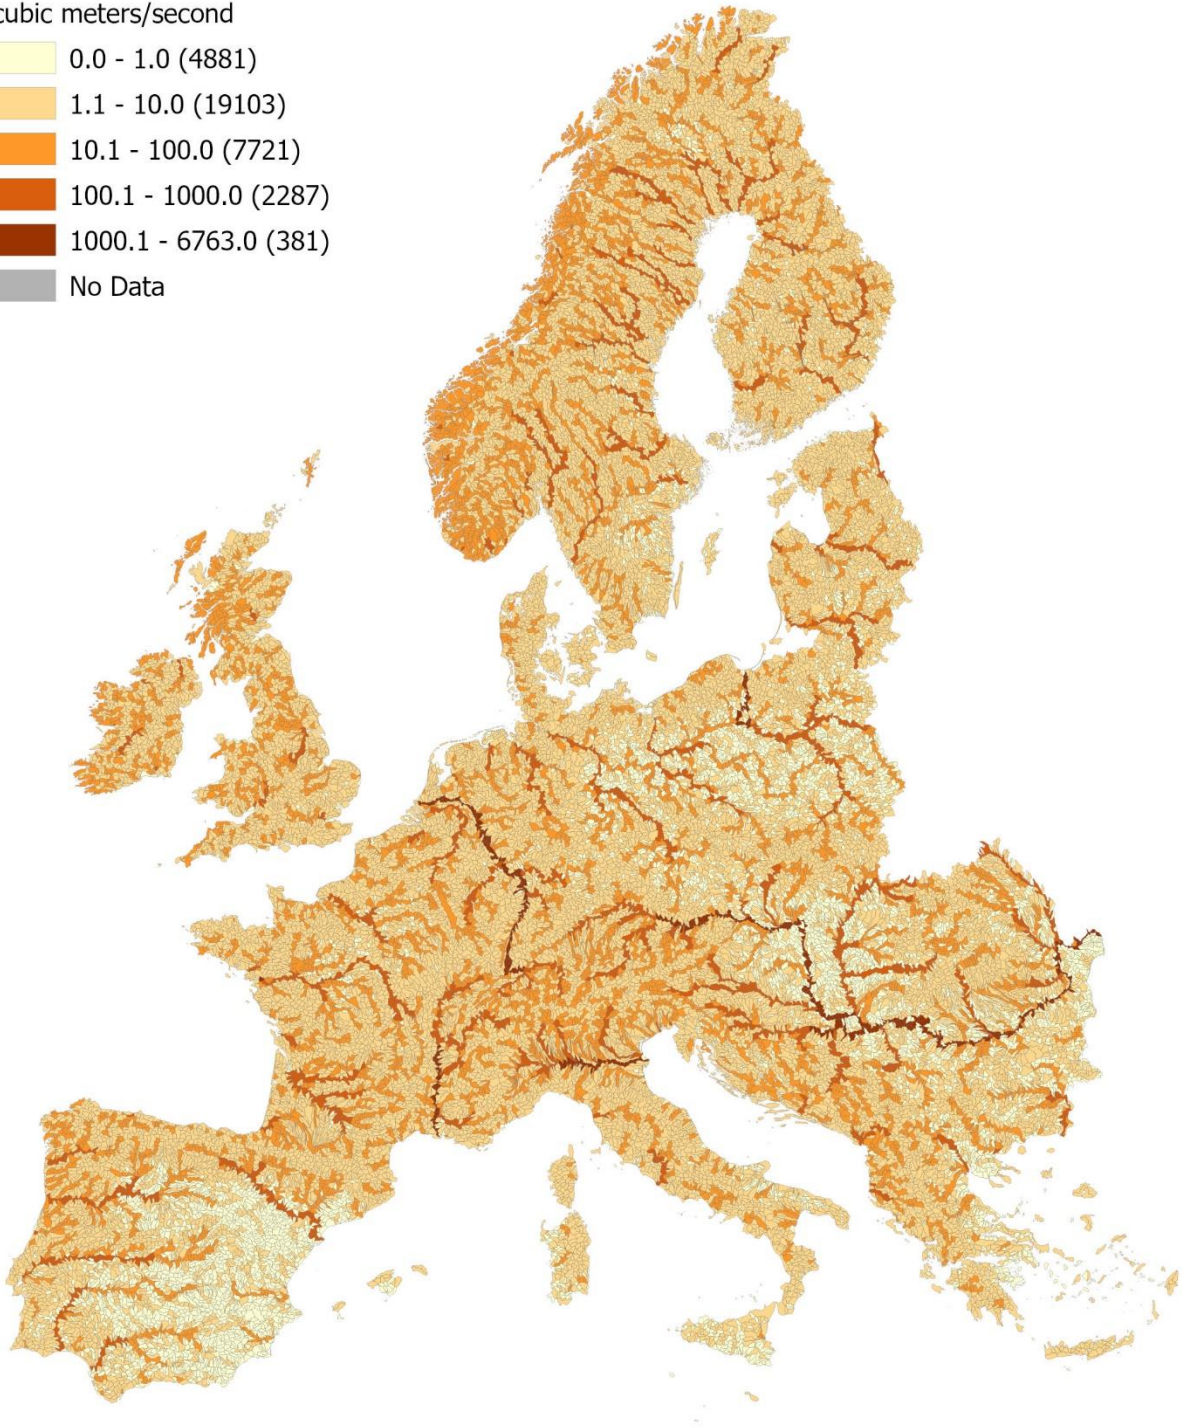 cubic meters/second
0.0 - 1.0 (4881)
1.1 - 10.0 (19103)
10.1 - 100.0 (7721)
100.1 - 1000.0 (2287)
1000.1 - 6763.0 (381)
No Data